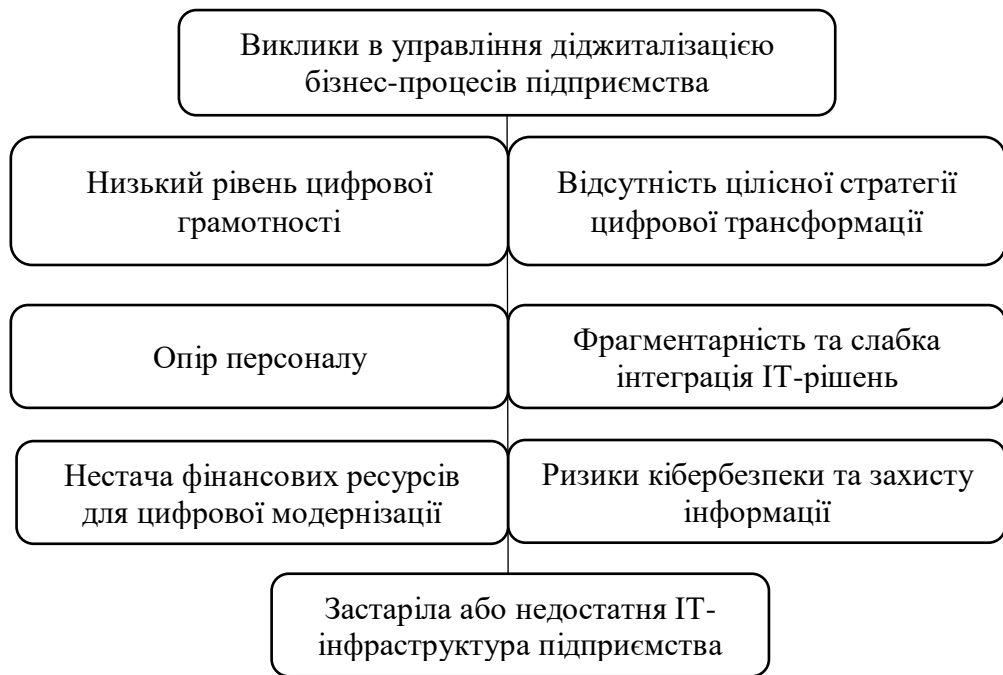 Виклики в управління діджиталізацією
бізнес-процесів підприємства
Низький рівень цифрової
грамотності
Відсутність цілісної стратегії
цифрової трансформації
Опір персоналу
Фрагментарність та слабка
інтеграція ІТ-рішень
Нестача фінансових ресурсів
для цифрової модернізації
Ризики кібербезпеки та захисту
інформації
Застаріла або недостатня ІТ-
інфраструктура підприємства